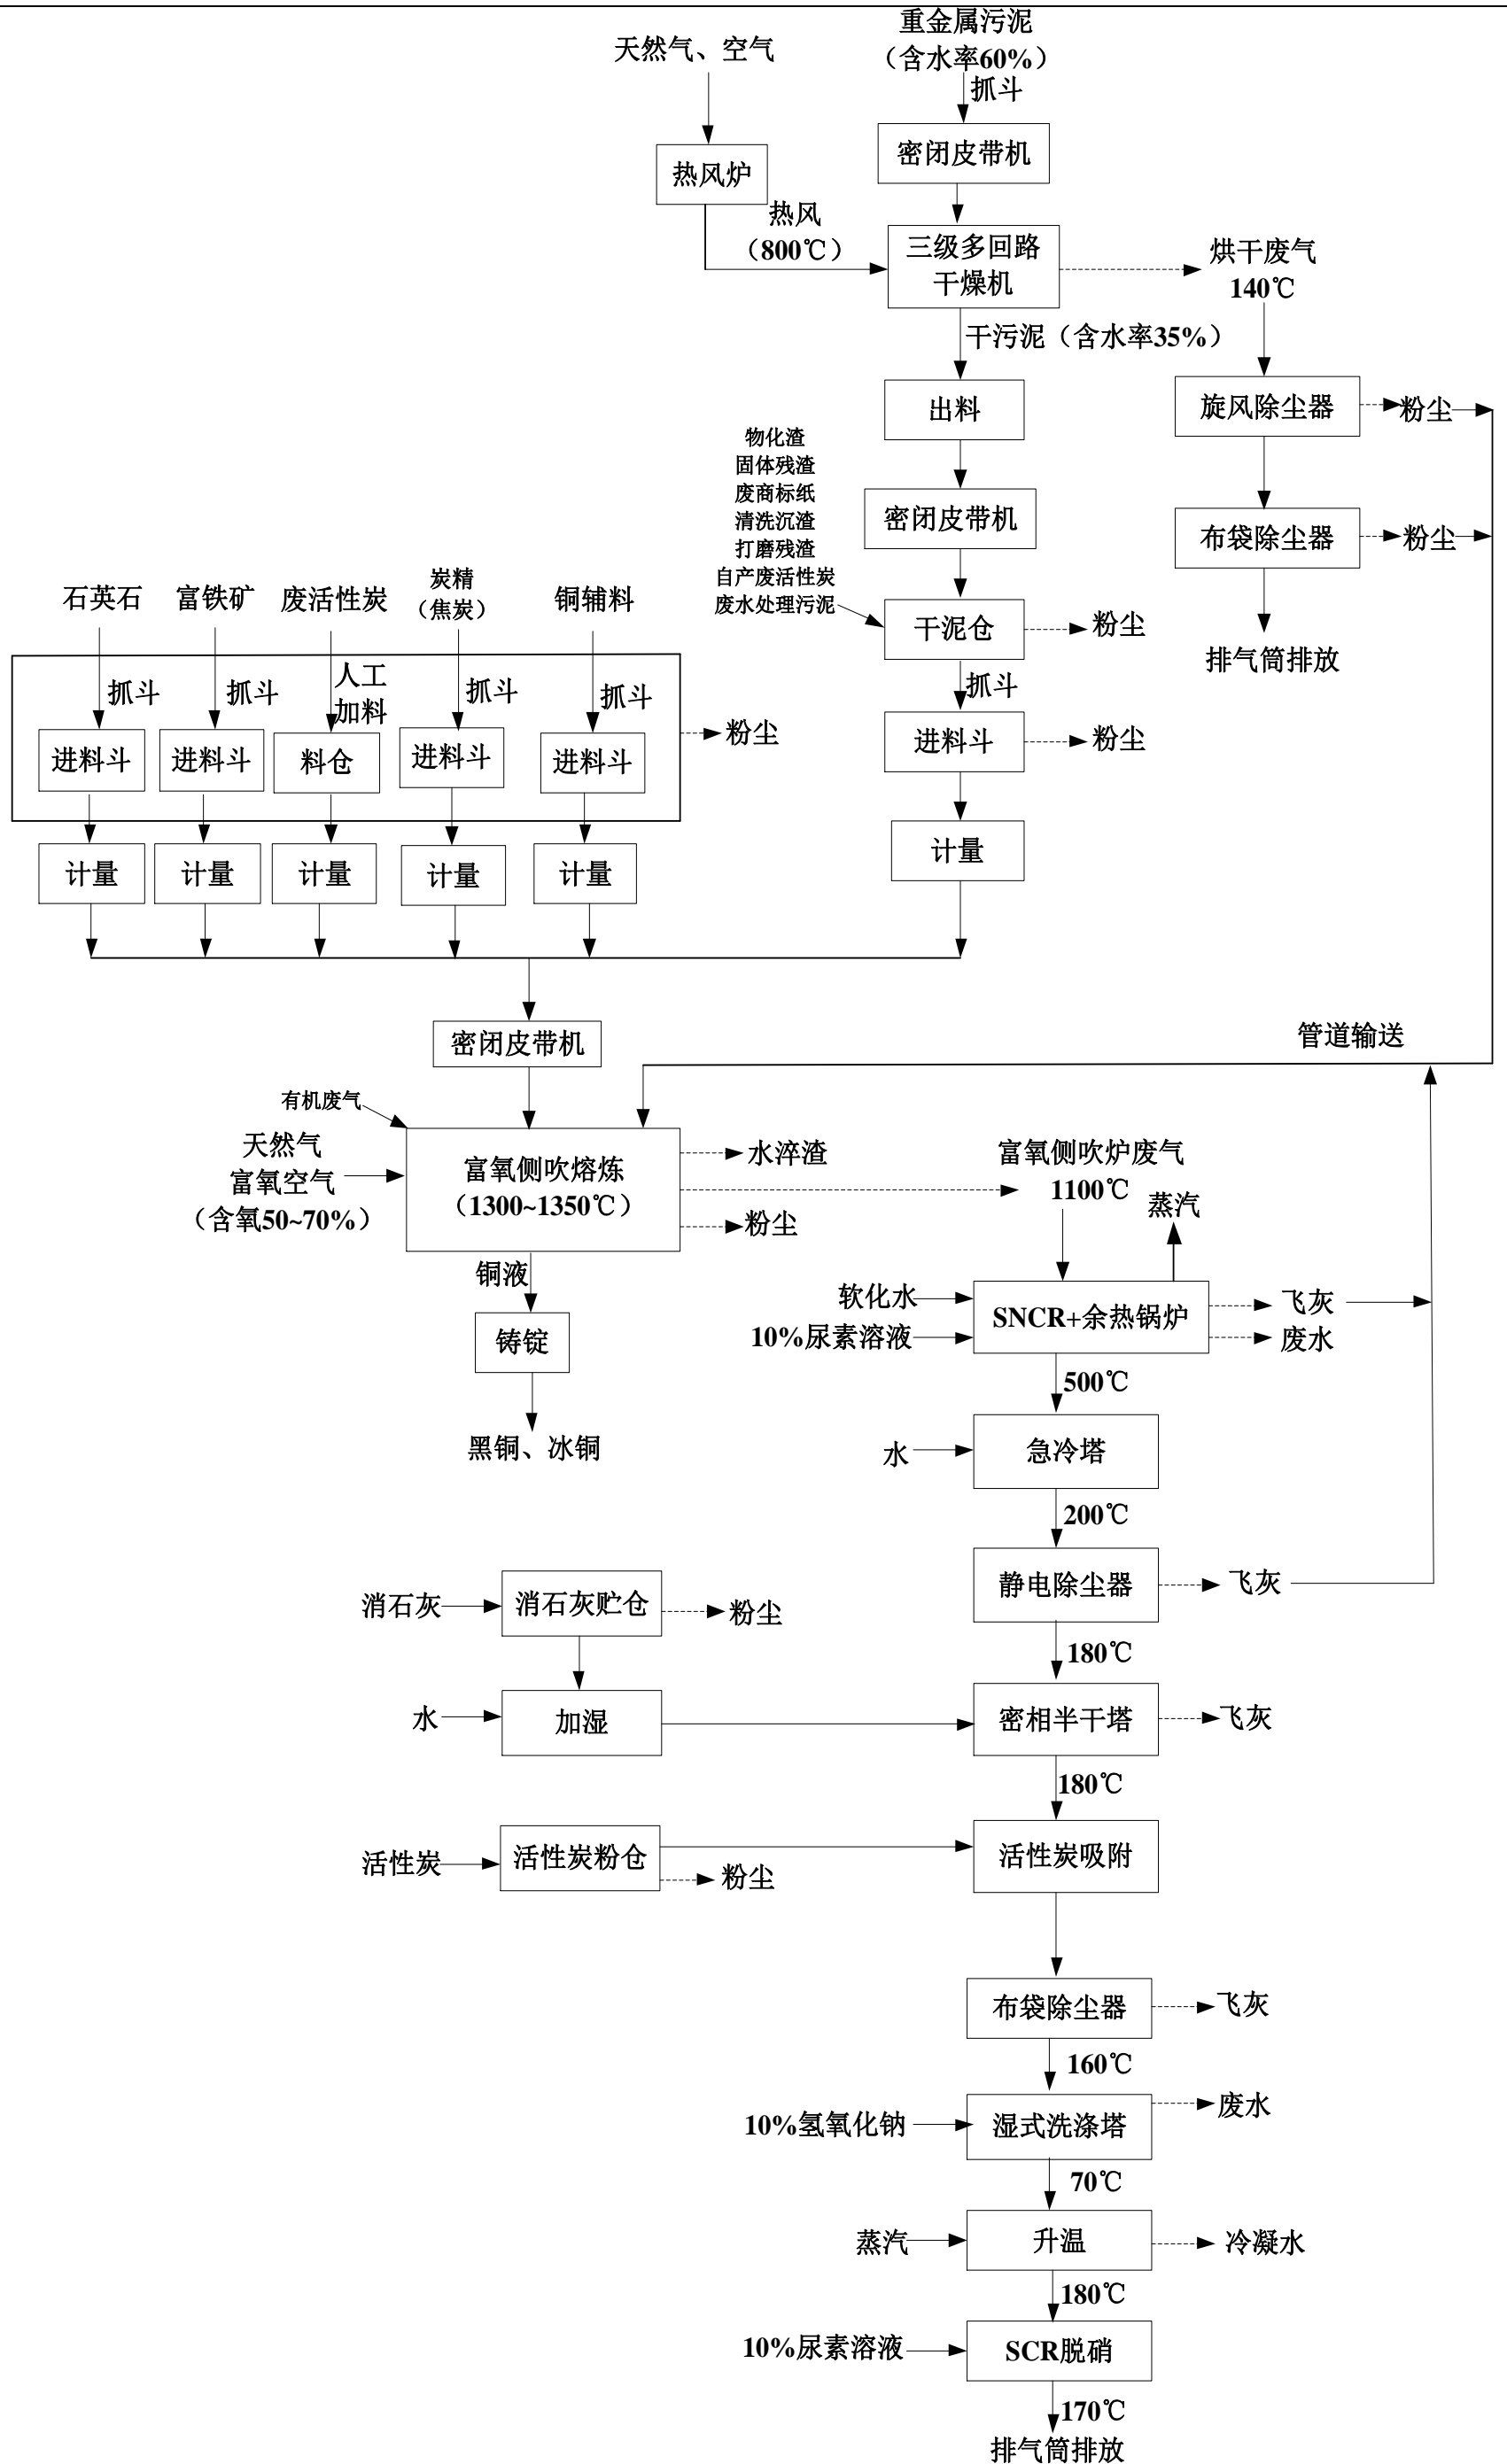 重金属污泥
（含水率60%）
天然气、空气
抓斗
密闭皮带机
热风炉
热风
（800℃）
三级多回路
干燥机
烘干废气
140℃
干污泥（含水率35%）
出料
旋风除尘器
粉尘
物化渣
固体残渣
废商标纸
清洗沉渣
打磨残渣
自产废活性炭
废水处理污泥
密闭皮带机
布袋除尘器
粉尘
石英石
富铁矿
废活性炭
炭精
（焦炭）
铜辅料
干泥仓
粉尘
排气筒排放
抓斗
抓斗
人工
加料
抓斗
抓斗
抓斗
进料斗
进料斗
料仓
进料斗
进料斗
粉尘
进料斗
粉尘
计量
计量
计量
计量
计量
计量
密闭皮带机
管道输送
有机废气
天然气
富氧空气
（含氧50~70%）
富氧侧吹熔炼
（1300~1350℃）
水淬渣
粉尘
富氧侧吹炉废气
1100℃
蒸汽
铜液
铸锭
黑铜、冰铜
软化水
10%尿素溶液
SNCR+余热锅炉
飞灰
废水
500℃
水
急冷塔
200℃
静电除尘器
飞灰
消石灰
消石灰贮仓
粉尘
180℃
水
加湿
密相半干塔
飞灰
180℃
活性炭
活性炭粉仓
粉尘
活性炭吸附
布袋除尘器
飞灰
160℃
10%氢氧化钠
湿式洗涤塔
废水
70℃
蒸汽
升温
冷凝水
180℃
10%尿素溶液
SCR脱硝
170℃
排气筒排放